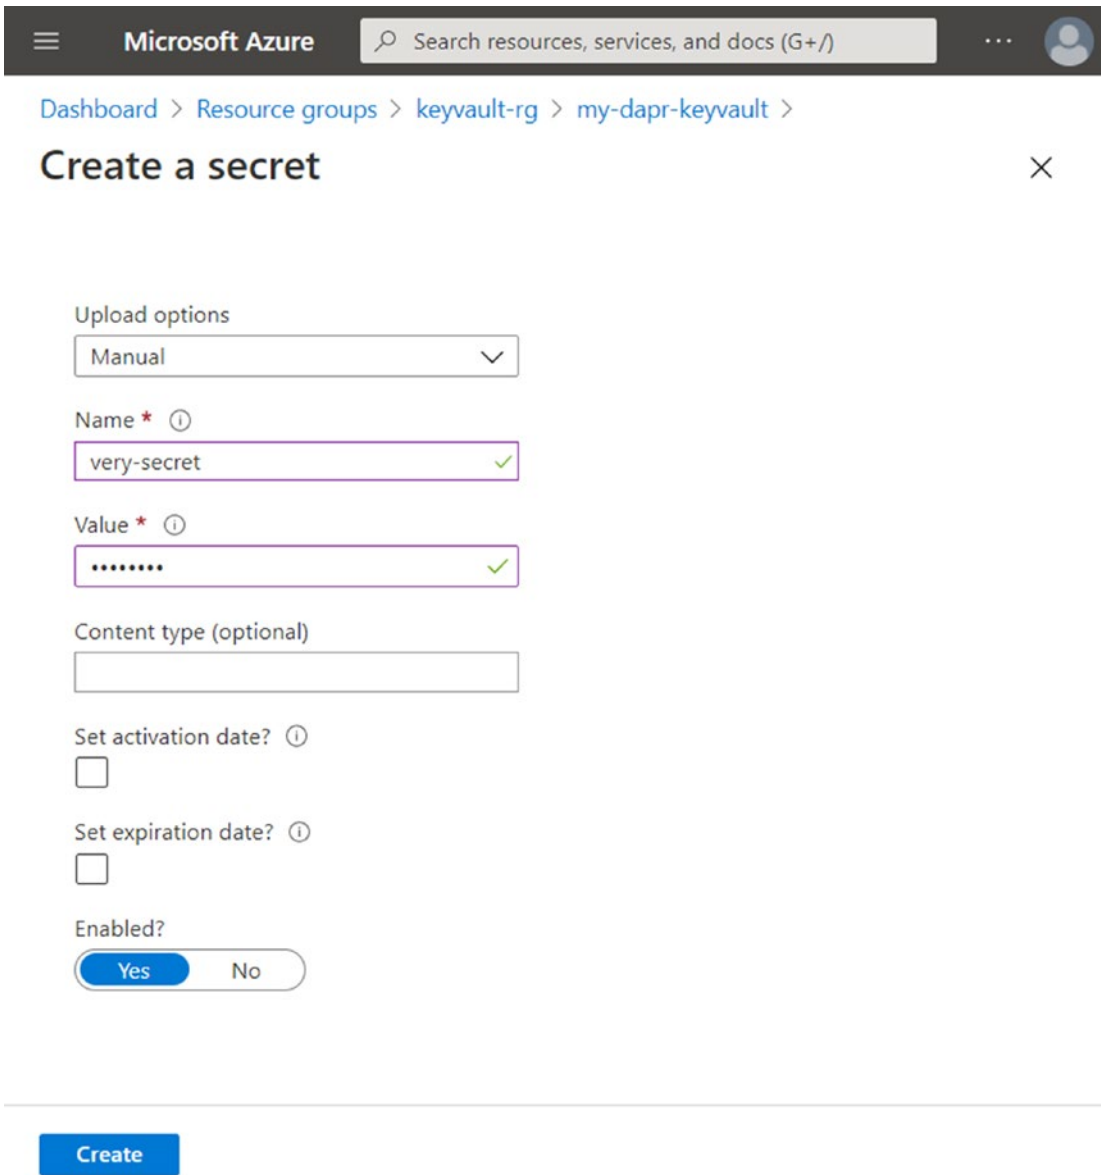 Microsoft Azure Search resources, services, and docs (G+/) ...
Dashboard > Resource groups > keyvault-rg > my-dapr-keyvault >
Create a secret
Upload options
Manual
Name *
very-secret
Value *
••••••••
Content type (optional)
Set activation date?
Set expiration date?
Enabled?
Yes No
Create